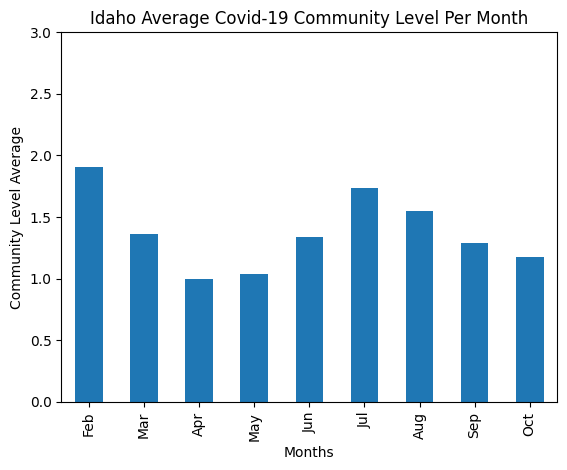 Idaho Average Covid-19 Community Level Per Month
3.0
2.5
2.0
1.5
1.0
0.5
0.0
Community Level Average
Feb
Mar
Apr
May
Jun
Jul
Aug
Sep
Oct
Months